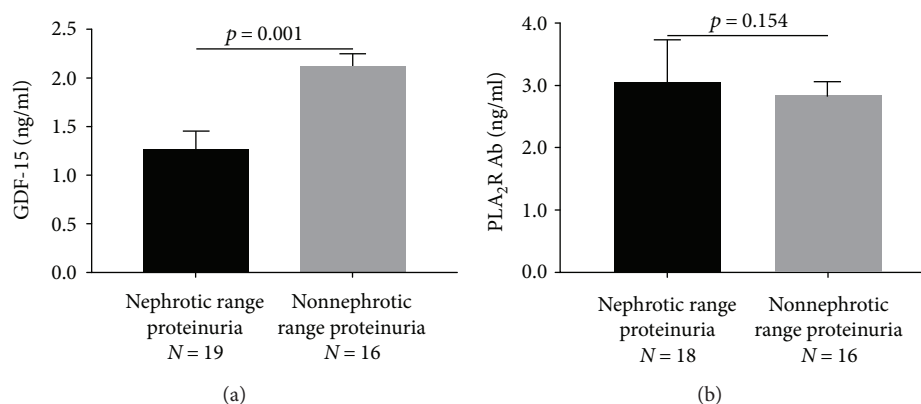 2.5
2.0
1.5
1.0
0.5
0.0
GDF-15 (ng/ml)
p = 0.001
Nephrotic range
proteinuria
N = 19
Nonnephrotic
range proteinuria
N = 16
(a)
4.0
3.0
2.0
1.0
0.0
PLA₂R Ab (ng/ml)
p = 0.154
Nephrotic range
proteinuria
N = 18
Nonnephrotic
range proteinuria
N = 16
(b)